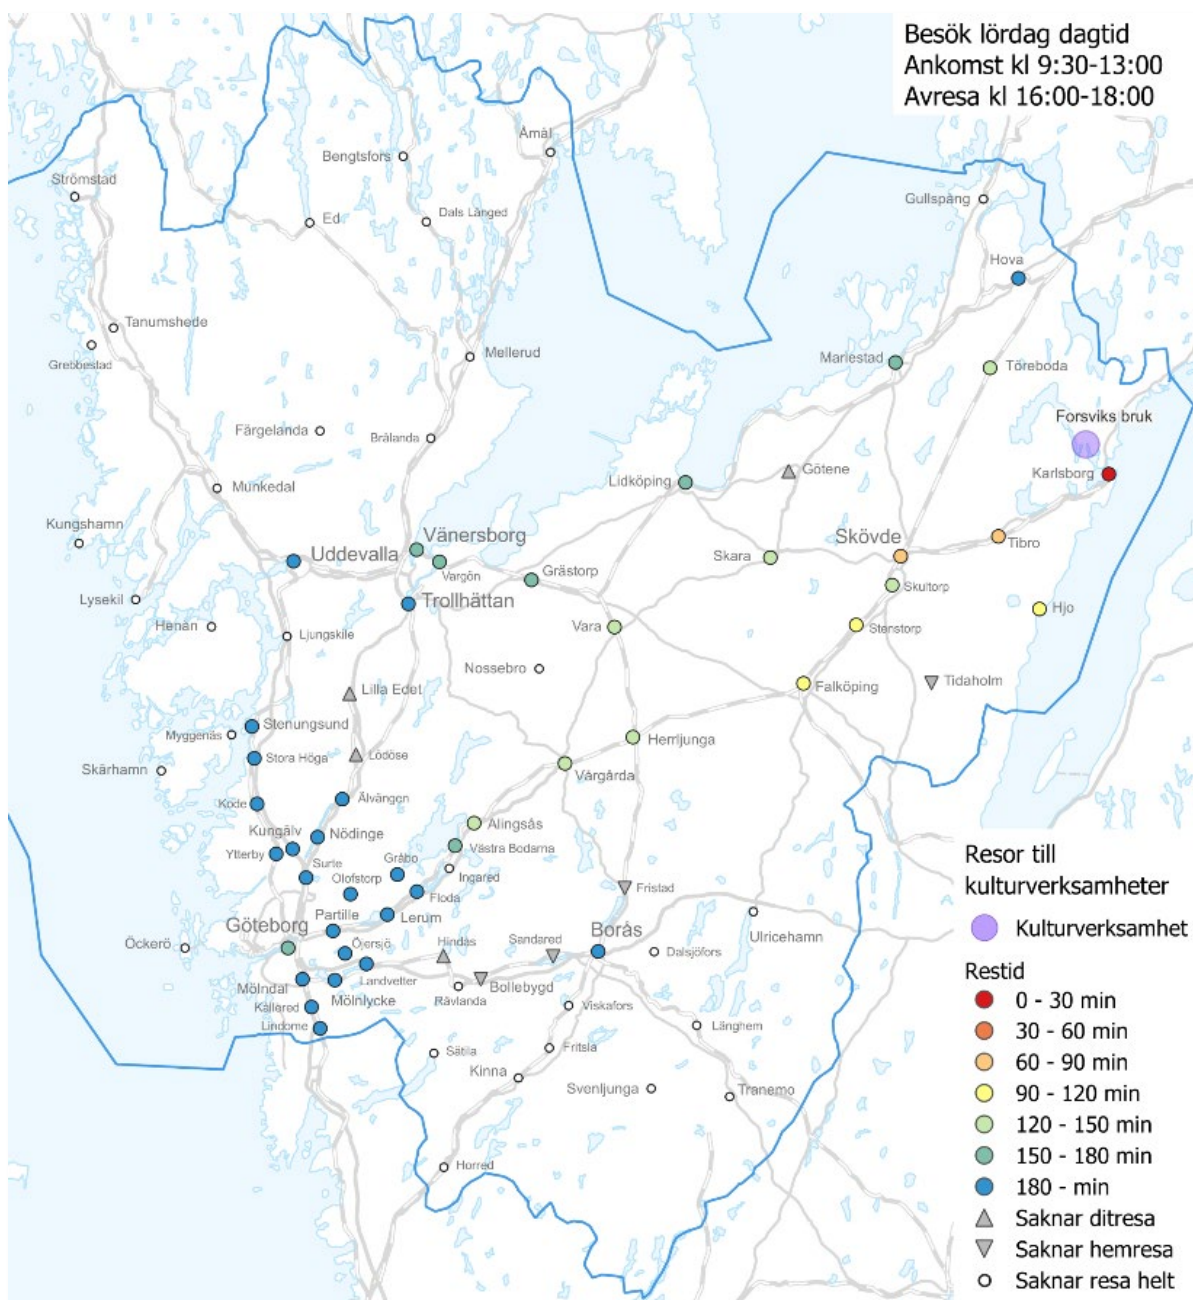 Besök lördag dagtid
Ankomst kl 9:30-13:00
Avresa kl 16:00-18:00
Åmål
Bengtsfors
Strömstad
Gullspång
Ed
Dals Långed
Hova
Tanumshede
Grebbestad
Mellerud
Mariestad
Töreboda
Forsviks bruk
Färgelanda
Brålanda
Götene
Karlsborg
Lidköping
Munkedal
Kungshamn
Vänersborg
Skövde
Tibro
Uddevalla
Vargön
Grästorp
Skara
Skultorp
Lysekil
Trollhättan
Hjo
Henån
Ljungskile
Vara
Stenstorp
Nossebro
Tidaholm
Lilla Edet
Falköping
Stenungsund
Myggenäs
Herrljunga
Stora Höga
Lödöse
Skärhamn
Vårgårda
Kode
Älvängen
Alingsås
Kungälv
Nödinge
Västra Bodarna
Ytterby
Surte
Gråbo
Ingared
Olofstorp
Floda
Fristad
Partille
Lerum
Göteborg
Ulricehamn
Öckerö
Öjersjö
Hindås
Sandared
Borås
Dalsjöfors
Mölndal
Landvetter
Mölnlycke
Rävlanda
Bollebygd
Kållered
Viskafors
Lindome
Länghem
Sätila
Fritsla
Kinna
Svenljunga
Tranemo
Horred
Resor till
kulturverksamheter
Kulturverksamhet
Restid
0 - 30 min
30 - 60 min
60 - 90 min
90 - 120 min
120 - 150 min
150 - 180 min
180 - min
Saknar ditresa
Saknar hemresa
Saknar resa helt